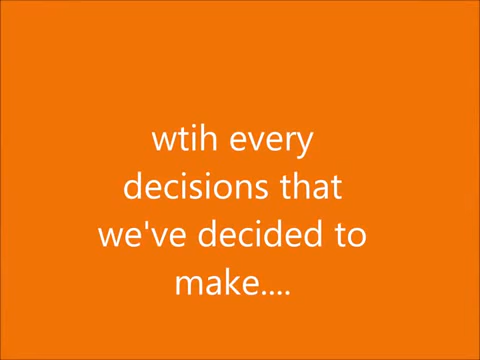 wtih every
decisions that
we've decided to
make....